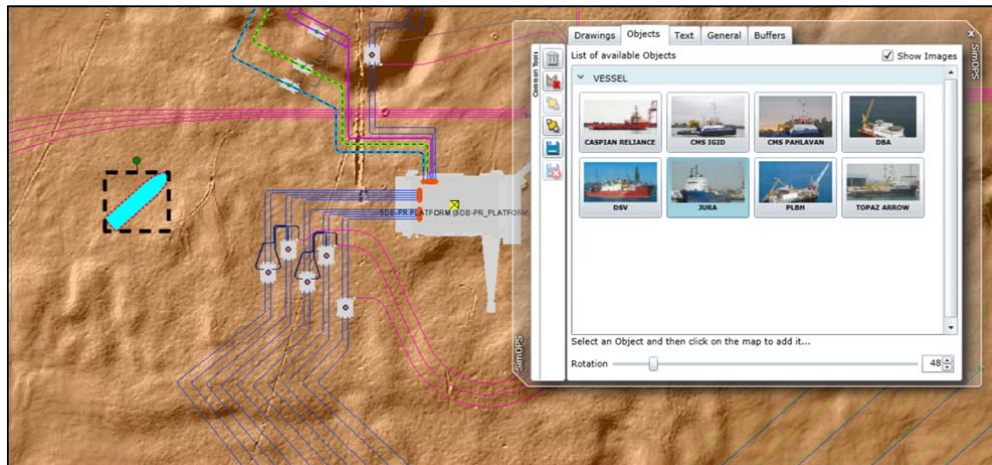 Drawings Objects Text General Buffers
x
SimOPS
Common Tools
List of available Objects
Show Images
VESSEL
CASPIAN RELIANCE CMS IGID CMS PAHLAVAN DBA
DSV JURA PLBH TOPAZ ARROW
SDB-PR PLATFORM (SDB-PR_PLATFORM)
Select an Object and then click on the map to add it...
Rotation 48
SimOPS